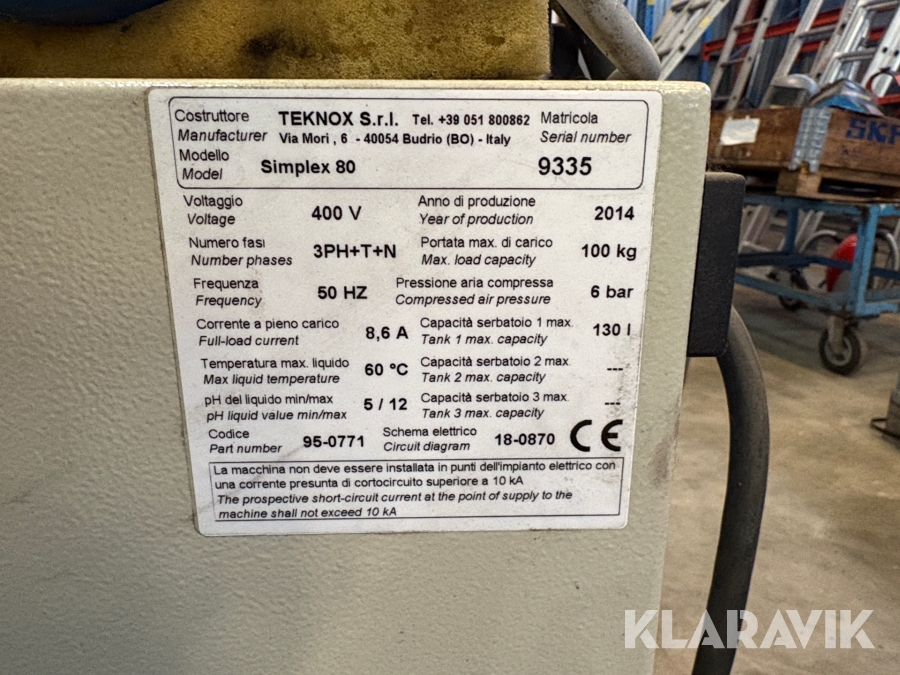 Costruttore TEKNOX S.r.l. Tel. +39 051 800862 Matricola
Manufacturer Via Mori , 6 - 40054 Budrio (BO) - Italy Serial number
Modello
Model Simplex 80 9335
Voltaggio Anno di produzione
Voltage 400 V Year of production 2014
Numero fasi Portata max. di carico
Number phases 3PH+T+N Max. load capacity 100 kg
Frequenza Pressione aria compressa
Frequency 50 HZ Compressed air pressure 6 bar
Corrente a pieno carico Capacità serbatoio 1 max.
Full-load current 8,6 A Tank 1 max. capacity 130 l
Temperatura max. liquido Capacità serbatoio 2 max.
Max liquid temperature 60 °C Tank 2 max. capacity ---
pH del liquido min/max Capacità serbatoio 3 max.
pH liquid value min/max 5 / 12 Tank 3 max. capacity ---
Codice Schema elettrico
Part number 95-0771 Circuit diagram 18-0870 CE
La macchina non deve essere installata in punti dell'impianto elettrico con
una corrente presunta di cortocircuito superiore a 10 kA
The prospective short-circuit current at the point of supply to the
machine shall not exceed 10 kA
SKF
KLARAVIK